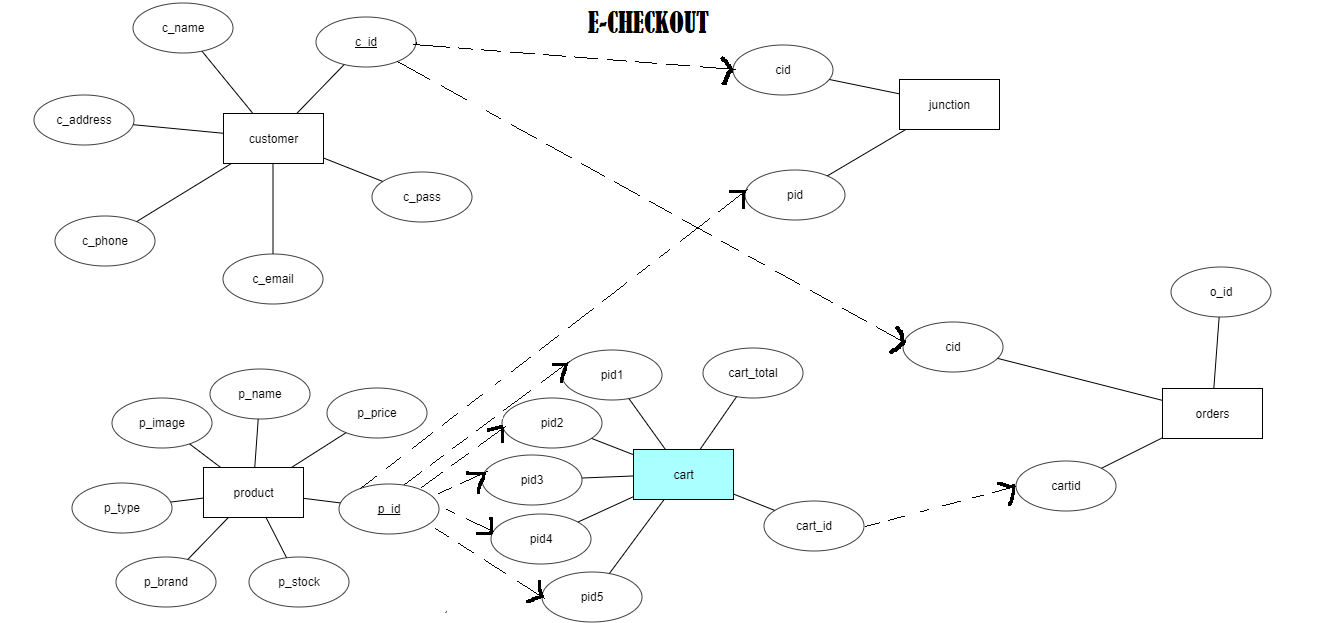 E-CHECKOUT
c_name
c_id
cid
junction
c_address
customer
c_pass
pid
c_phone
c_email
o_id
cid
pid1
cart_total
p_name
p_image
p_price
pid2
orders
product
p_id
pid3
cart
cartid
p_type
pid4
cart_id
p_brand
p_stock
pid5